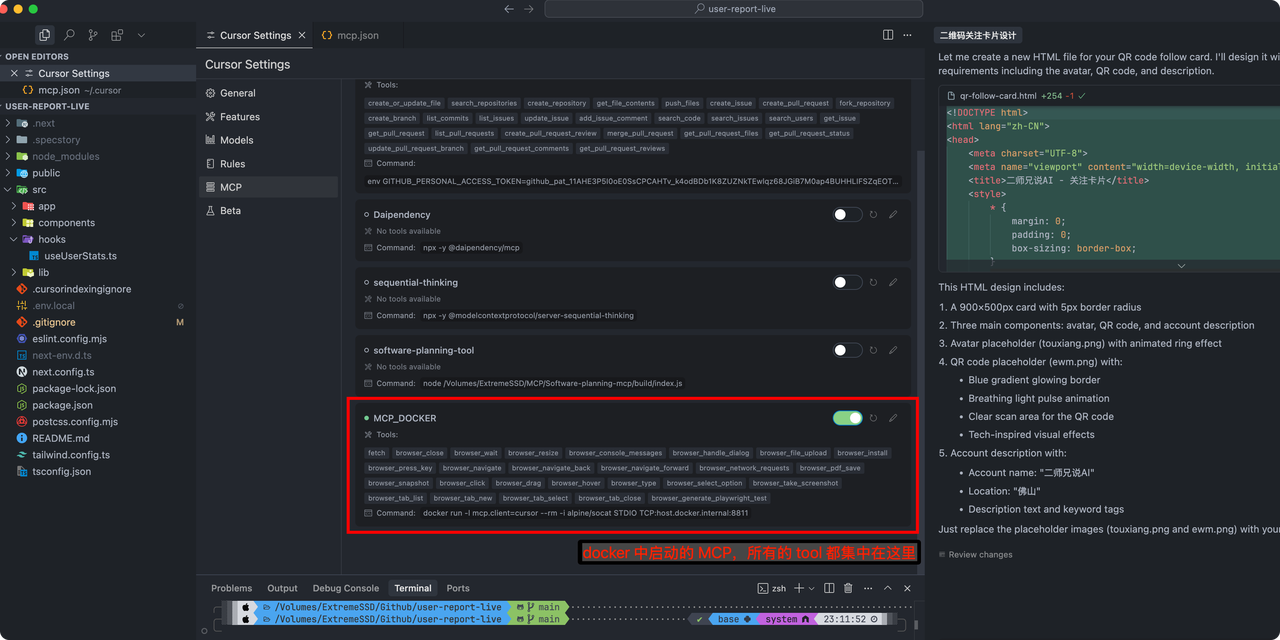 user-report-live
OPEN EDITORS
Cursor Settings
mcp.json ~/.cursor
USER-REPORT-LIVE
.next
.specstory
node_modules
public
src
app
components
hooks
useUserStats.ts
lib
.cursorindexingignore
.env.local
.gitignore M
eslint.config.mjs
next-env.d.ts
next.config.ts
package-lock.json
package.json
postcss.config.mjs
README.md
tailwind.config.ts
tsconfig.json
Cursor Settings
mcp.json
Cursor Settings
General
Features
Models
Rules
MCP
Beta
Tools:
create_or_update_file search_repositories create_repository get_file_contents push_files create_issue create_pull_request fork_repository
create_branch list_commits list_issues update_issue add_issue_comment search_code search_issues search_users get_issue
get_pull_request list_pull_requests create_pull_request_review merge_pull_request get_pull_request_files get_pull_request_status
update_pull_request_branch get_pull_request_comments get_pull_request_reviews
Command:
Daipendency
No tools available
Command: npx -y @daipendency/mcp
sequential-thinking
No tools available
Command: npx -y @modelcontextprotocol/server-sequential-thinking
software-planning-tool
No tools available
Command: node /Volumes/ExtremeSSD/MCP/Software-planning-mcp/build/index.js
MCP_DOCKER
Tools:
fetch browser_close browser_wait browser_resize browser_console_messages browser_handle_dialog browser_file_upload browser_install
browser_press_key browser_navigate browser_navigate_back browser_navigate_forward browser_network_requests browser_pdf_save
browser_snapshot browser_click browser_drag browser_hover browser_type browser_select_option browser_take_screenshot
browser_tab_list browser_tab_new browser_tab_select browser_tab_close browser_generate_playwright_test
Command: docker run -l mcp.client=cursor --rm -i alpine/socat STDIO TCP:host.docker.internal:8811
docker 中启动的 MCP，所有的 tool 都集中在这里
Problems Output Debug Console Terminal Ports
zsh
/Volumes/ExtremeSSD/Github/user-report-live main
/Volumes/ExtremeSSD/Github/user-report-live main
base system 23:11:52
二维码关注卡片设计
Let me create a new HTML file for your QR code follow card. I'll design it wi
requirements including the avatar, QR code, and description.
qr-follow-card.html +254 -1
<!DOCTYPE html>
<html lang="zh-CN">
<head>
<meta charset="UTF-8">
<meta name="viewport" content="width=device-width, initia
<title>二师兄说AI - 关注卡片</title>
<style>
* {
margin: 0;
padding: 0;
box-sizing: border-box;
}
This HTML design includes:
1. A 900×500px card with 5px border radius
2. Three main components: avatar, QR code, and account description
3. Avatar placeholder (touxiang.png) with animated ring effect
4. QR code placeholder (ewm.png) with:
• Blue gradient glowing border
• Breathing light pulse animation
• Clear scan area for the QR code
• Tech-inspired visual effects
5. Account description with:
• Account name: "二师兄说AI"
• Location: "佛山"
• Description text and keyword tags
Just replace the placeholder images (touxiang.png and ewm.png) with your
Review changes